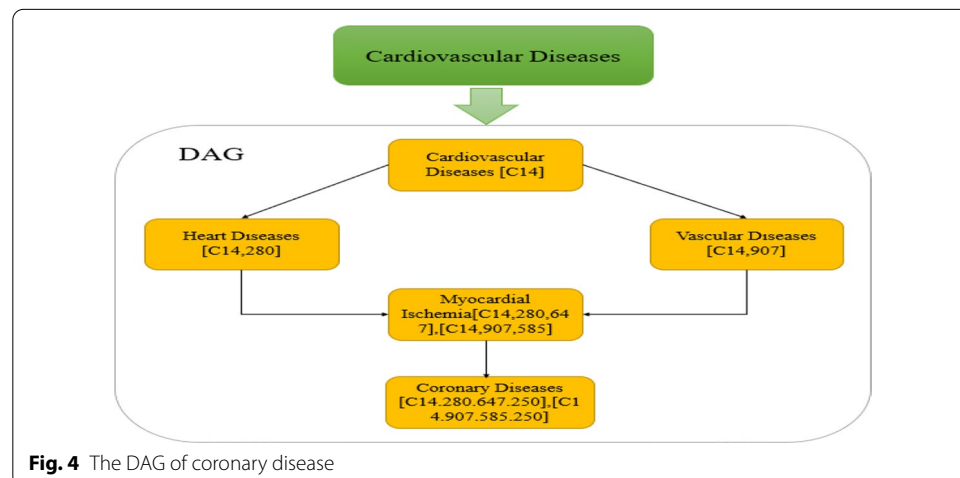 Cardiovascular Diseases
DAG
Cardiovascular
Diseases [C14]
Heart Diseases
[C14,280]
Vascular Diseases
[C14,907]
Myocardial
Ischemia[C14,280,64
7],[C14,907,585]
Coronary Diseases
[C14.280.647.250],[C1
4.907.585.250]
Fig. 4 The DAG of coronary disease